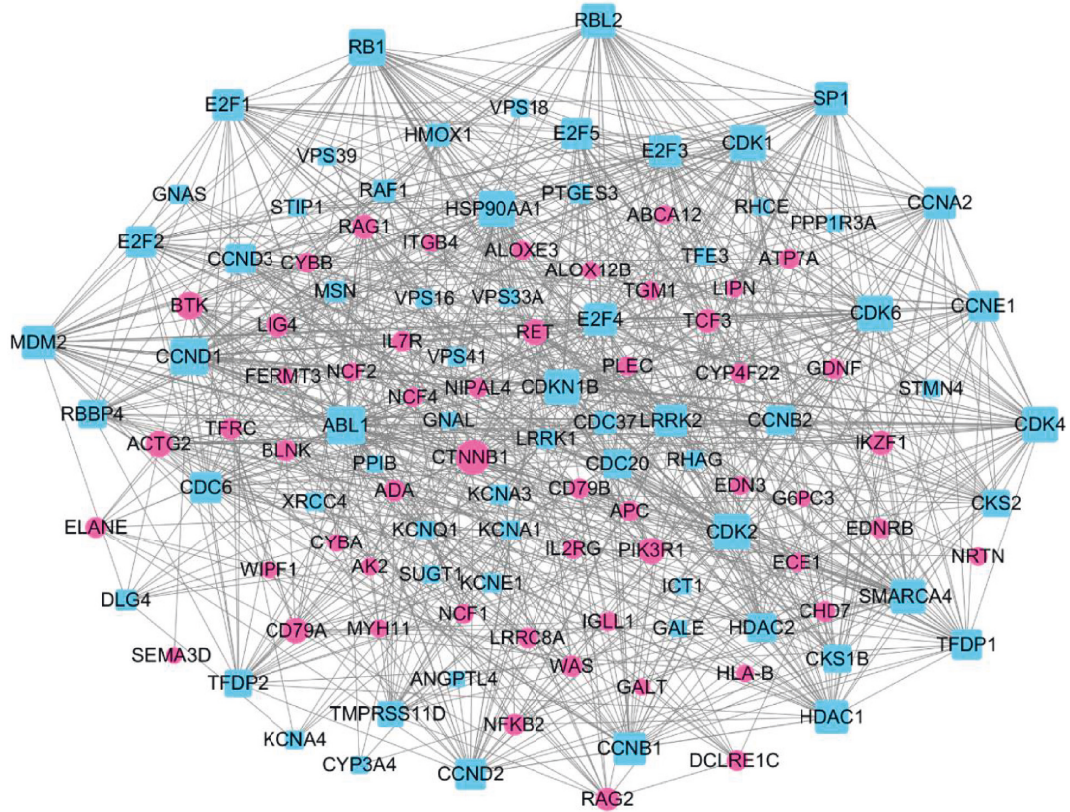 RBL2
RB1
SP1
E2F1
VPS18
HMOX1
E2F5
E2F3
CDK1
VPS39
GNAS
RAF1
PTGES3
STIP1
HSP90AA1
RHCE
CCNA2
ABCA12
PPP1R3A
RAG1
E2F2
ITGB4
CCND3
CYBB
ALOXE3
ALOX12B
TFE3
ATP7A
MSN
VPS16
VPS33A
TGM1
LIPN
BTK
CCNE1
CDK6
LIG4
E2F4
TCF3
RET
IL7R
MDM2
CCND1
VPS41
PLEC
GDNF
FERMT3
NCF2
CYP4F22
NIPAL4
CDKN1B
STMN4
NCF4
RBBP4
ABL1
GNAL
CDC37
LRRK2
CCNB2
CDK4
TFRC
LRRK1
ACTG2
BLNK
IKZF1
CTNNB1
PPIB
CDC20
RHAG
CDC6
ADA
KCNA3
CD79B
EDN3
XRCC4
G6PC3
CKS2
APC
ELANE
KCNQ1
KCNA1
CDK2
EDNRB
CYBA
IL2RG
PIK3R1
NRTN
WIPF1
AK2
ECE1
SUGT1
KCNE1
ICT1
DLG4
SMARCA4
NCF1
IGLL1
CHD7
CD79A
MYH11
GALE
HDAC2
LRRC8A
TFDP1
SEMA3D
CKS1B
WAS
TFDP2
ANGPTL4
HLA-B
GALT
TMPRSS11D
HDAC1
NFKB2
KCNA4
CCNB1
DCLRE1C
CYP3A4
CCND2
RAG2